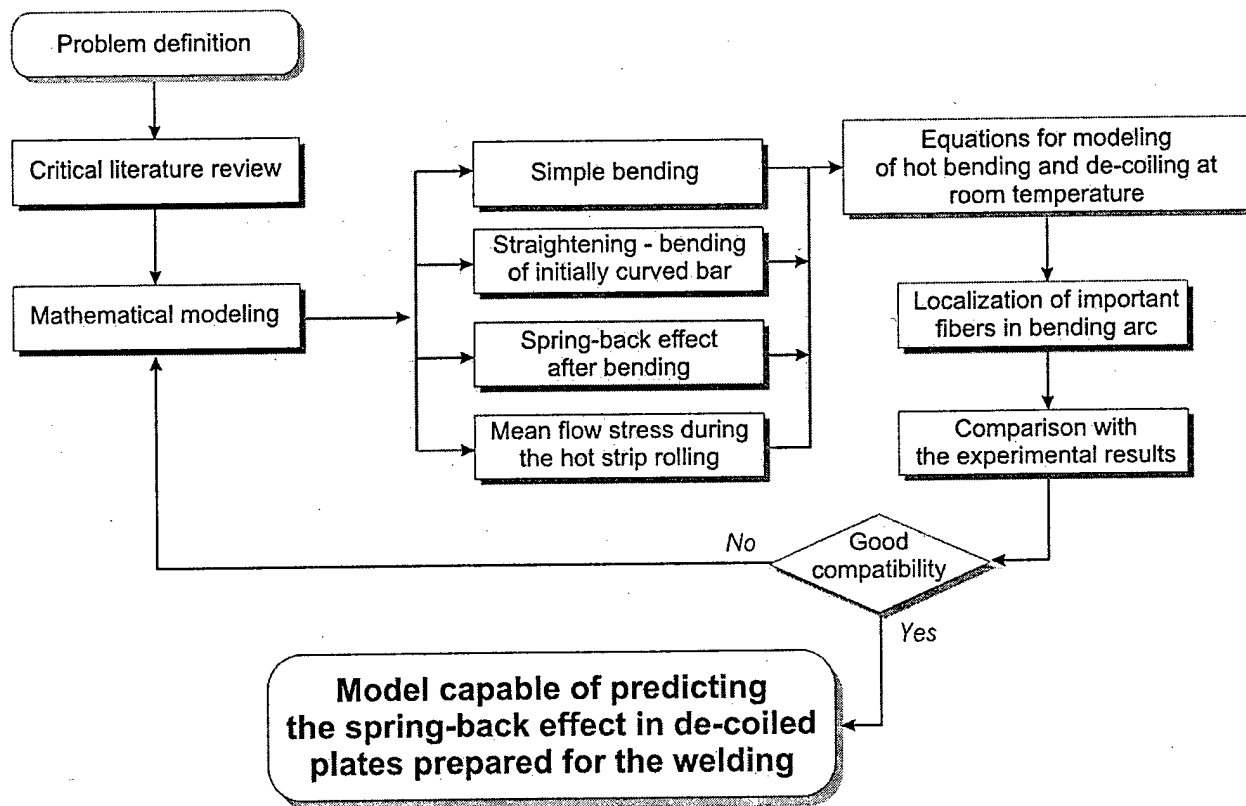 Problem definition
Critical literature review
Mathematical modeling
Simple bending
Straightening - bending
of initially curved bar
Spring-back effect
after bending
Mean flow stress during
the hot strip rolling
Equations for modeling
of hot bending and de-coiling at
room temperature
Localization of important
fibers in bending arc
Comparison with
the experimental results
Good
compatibility
No
Yes
Model capable of predicting
the spring-back effect in de-coiled
plates prepared for the welding